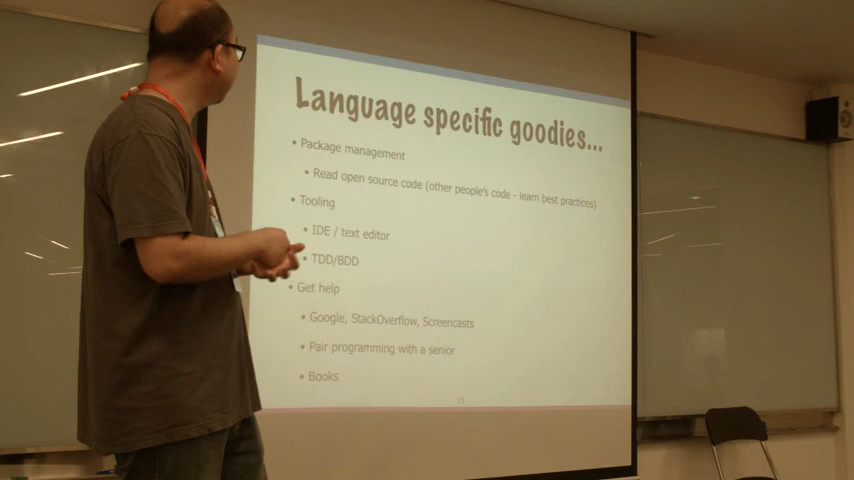 Language specific goodies...
• Package management
• Read open source code (other people's code - learn best practices)
• Tooling
• IDE / text editor
• TDD/BDD
• Get help
• Google, StackOverflow, Screencasts
• Pair programming with a senior
• Books
13